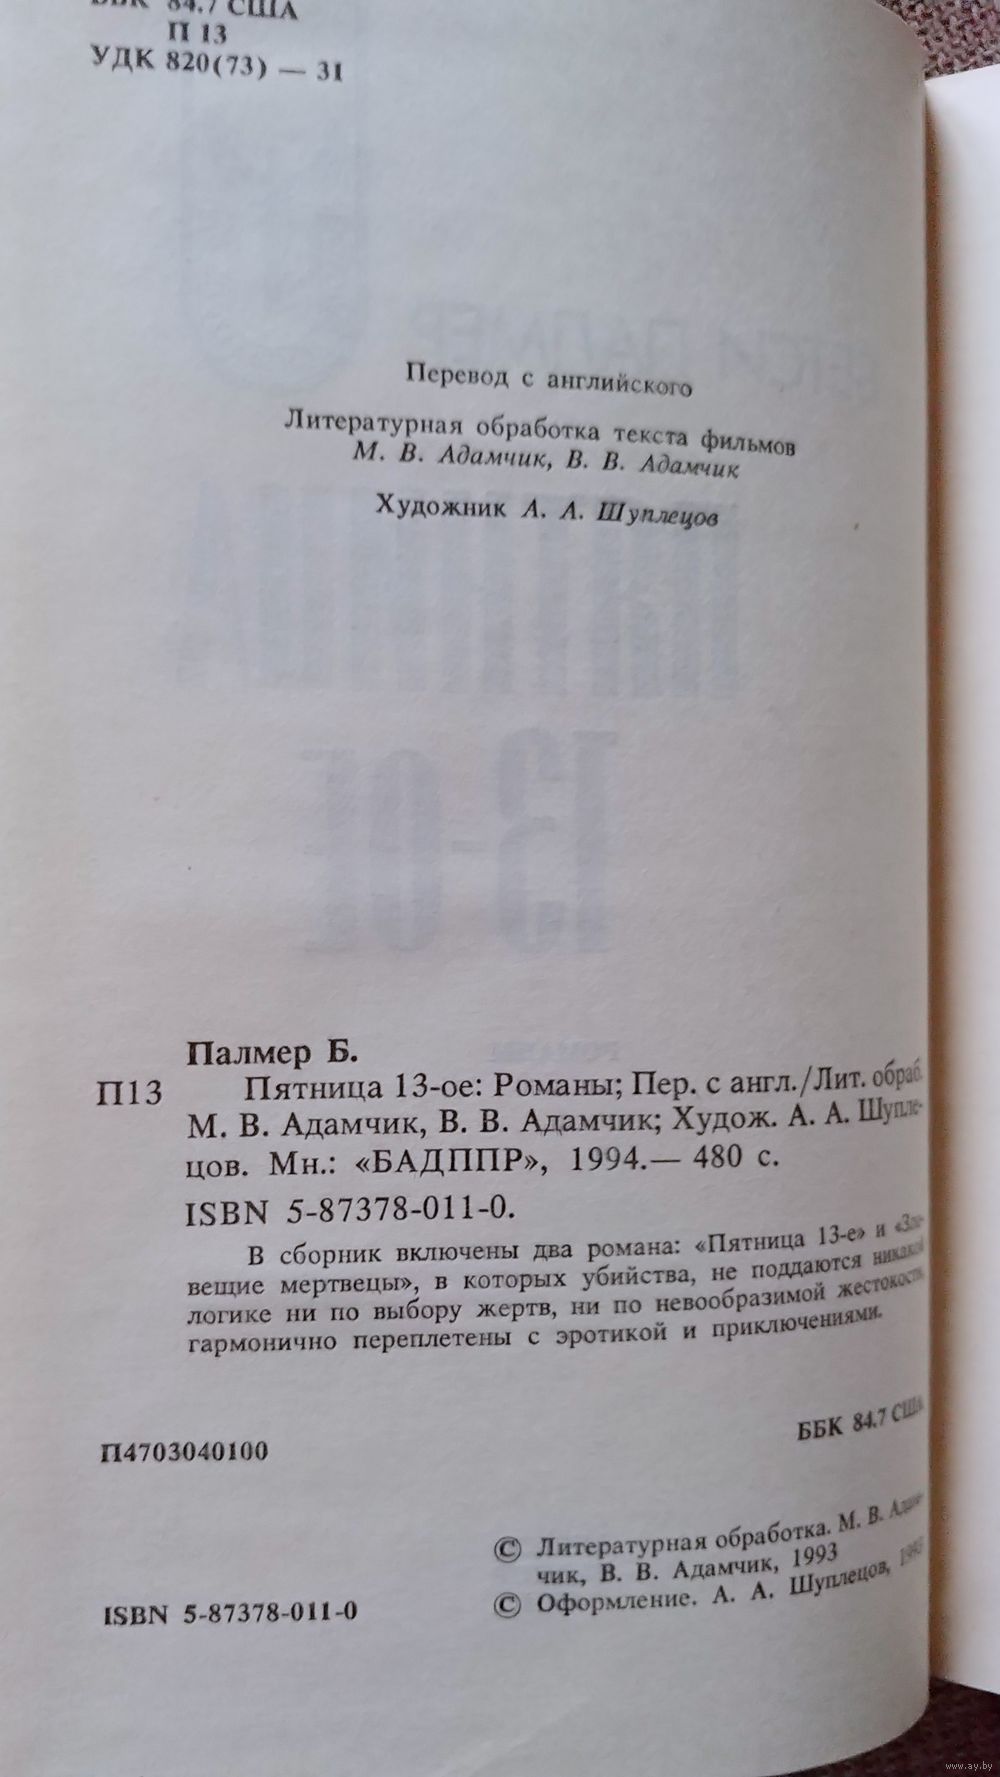 ББК 84.7 США
П 13
УДК 820(73) — 31
Перевод с английского
Литературная обработка текста фильмов
М. В. Адамчик, В. В. Адамчик
Художник А. А. Шуплецов
Палмер Б.
П13 Пятница 13-ое: Романы; Пер. с англ./Лит. обраб.
М. В. Адамчик, В. В. Адамчик; Худож. А. А. Шупле-
цов. Мн.: «БАДППР», 1994.— 480 с.
ISBN 5-87378-011-0.
В сборник включены два романа: «Пятница 13-е» и «Зло-
вещие мертвецы», в которых убийства, не поддаются никакой
логике ни по выбору жертв, ни по невообразимой жестокости,
гармонично переплетены с эротикой и приключениями.
П4703040100
ББК 84.7 США
© Литературная обработка. М. В. Адам-
чик, В. В. Адамчик, 1993
© Оформление. А. А. Шуплецов,
ISBN 5-87378-011-0
www.ay.by